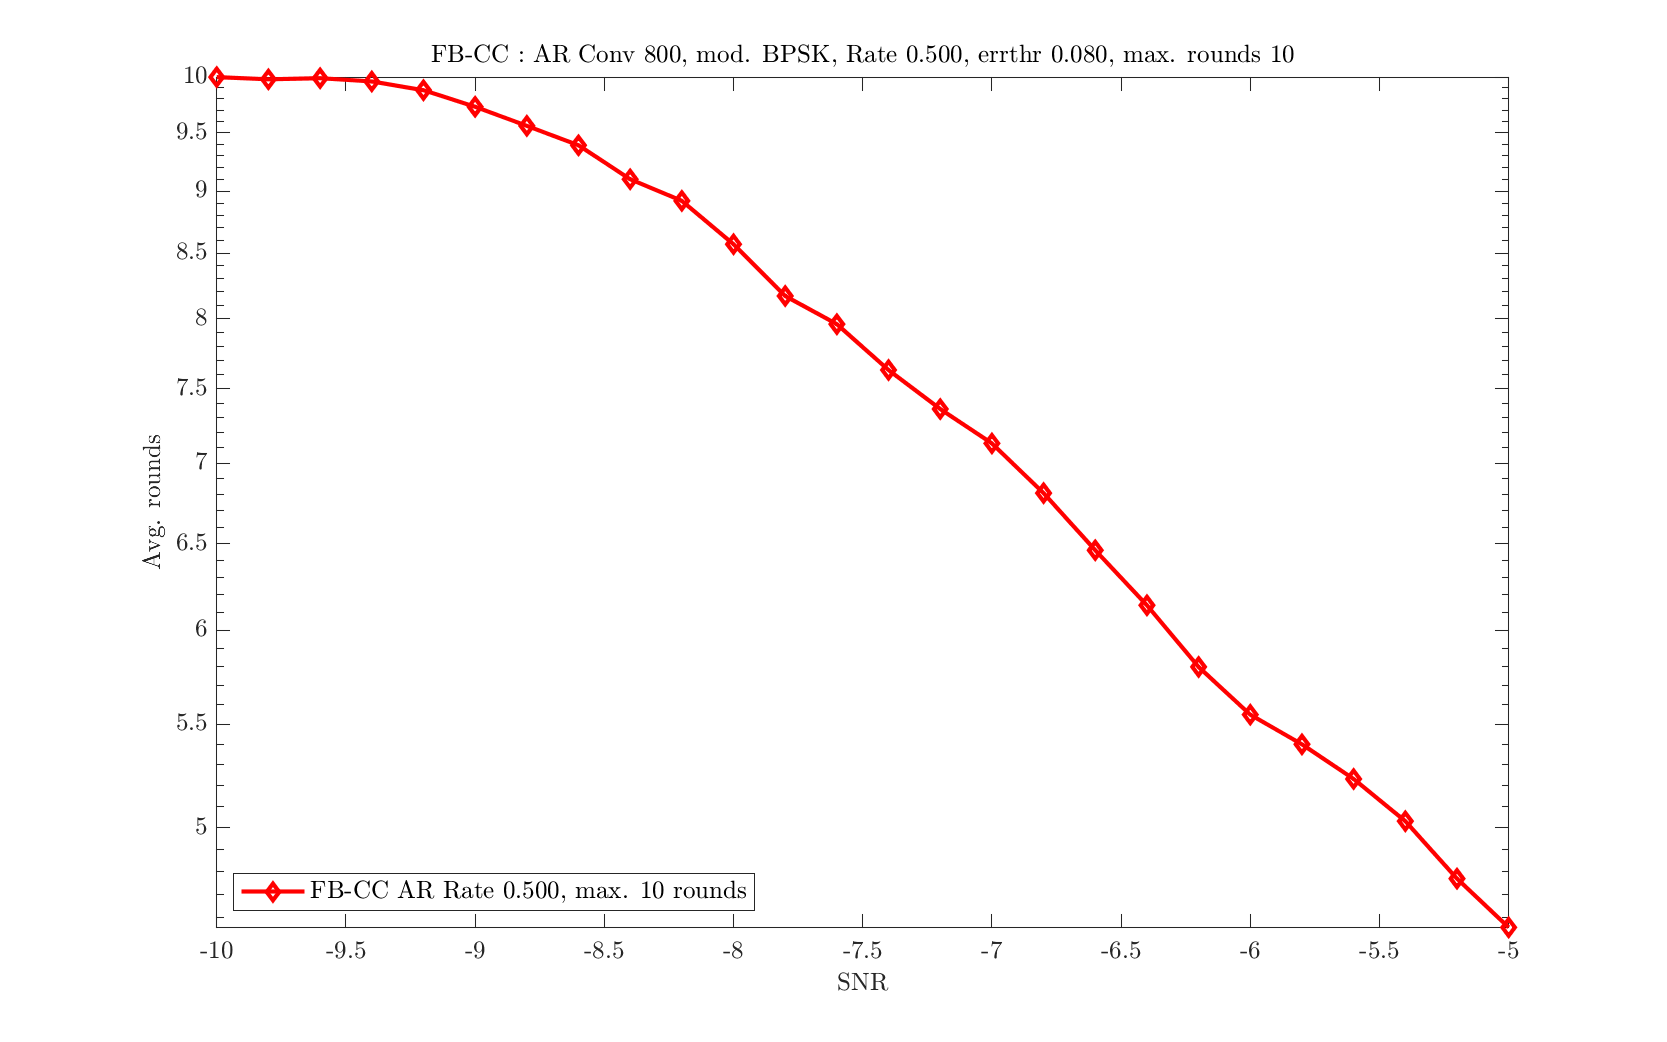 FB-CC : AR Conv 800, mod. BPSK, Rate 0.500, errthr 0.080, max. rounds 10
10
9.5
9
8.5
8
7.5
7
6.5
6
5.5
5
Avg. rounds
FB-CC AR Rate 0.500, max. 10 rounds
-10 -9.5 -9 -8.5 -8 -7.5 -7 -6.5 -6 -5.5 -5
SNR